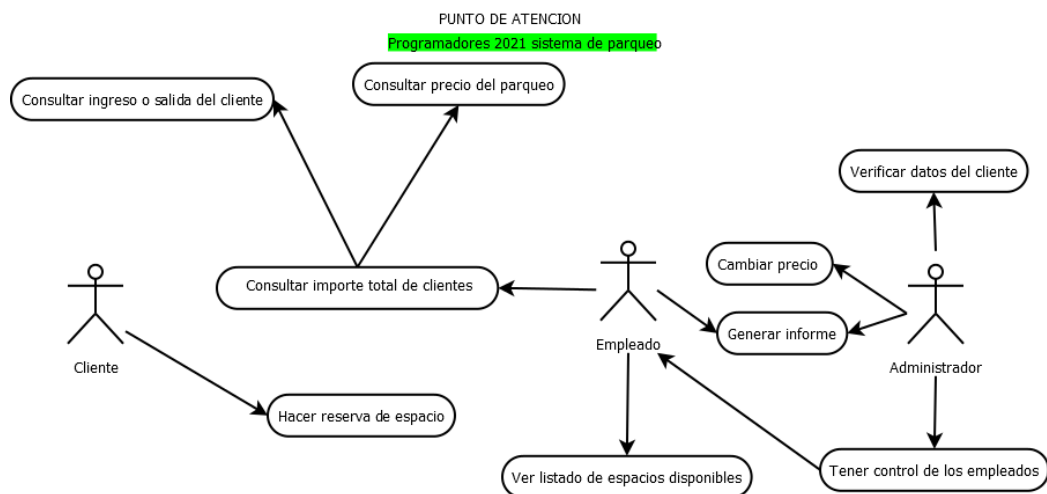 PUNTO DE ATENCION
Programadores 2021 sistema de parqueo
Consultar precio del parqueo
Consultar ingreso o salida del cliente
Verificar datos del cliente
Cambiar precio
Consultar importe total de clientes
Generar informe
Empleado
Cliente
Administrador
Hacer reserva de espacio
Ver listado de espacios disponibles
Tener control de los empleados